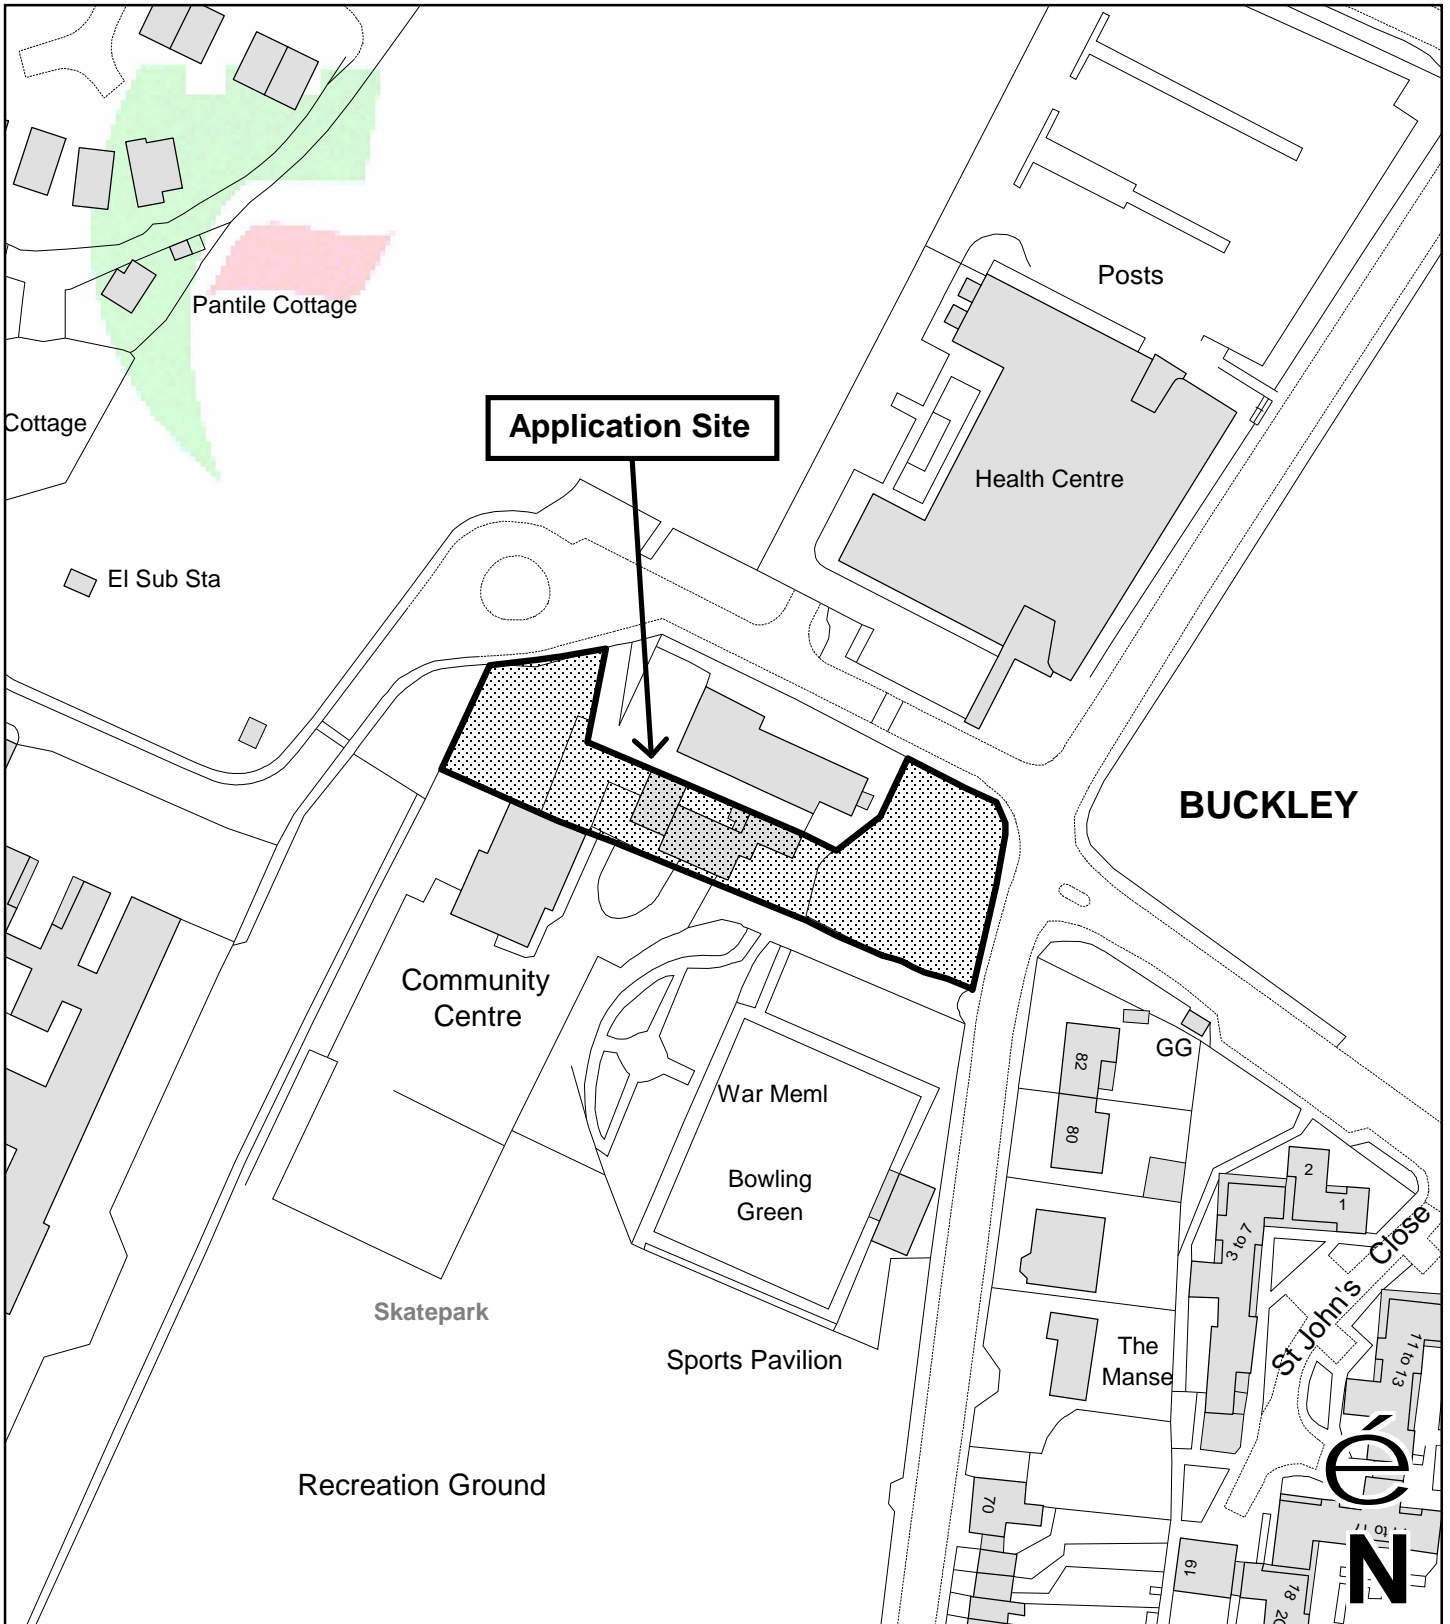 Posts
Pantile Cottage
Application Site
Cottage
Health Centre
El Sub Sta
BUCKLEY
Community
Centre
82
GG
War Meml
80
Bowling
Green
2
1
3 to 7
St John's Close
Skatepark
Sports Pavilion
The
Manse
11 to 13
Recreation Ground
é
70
N
19
18
20